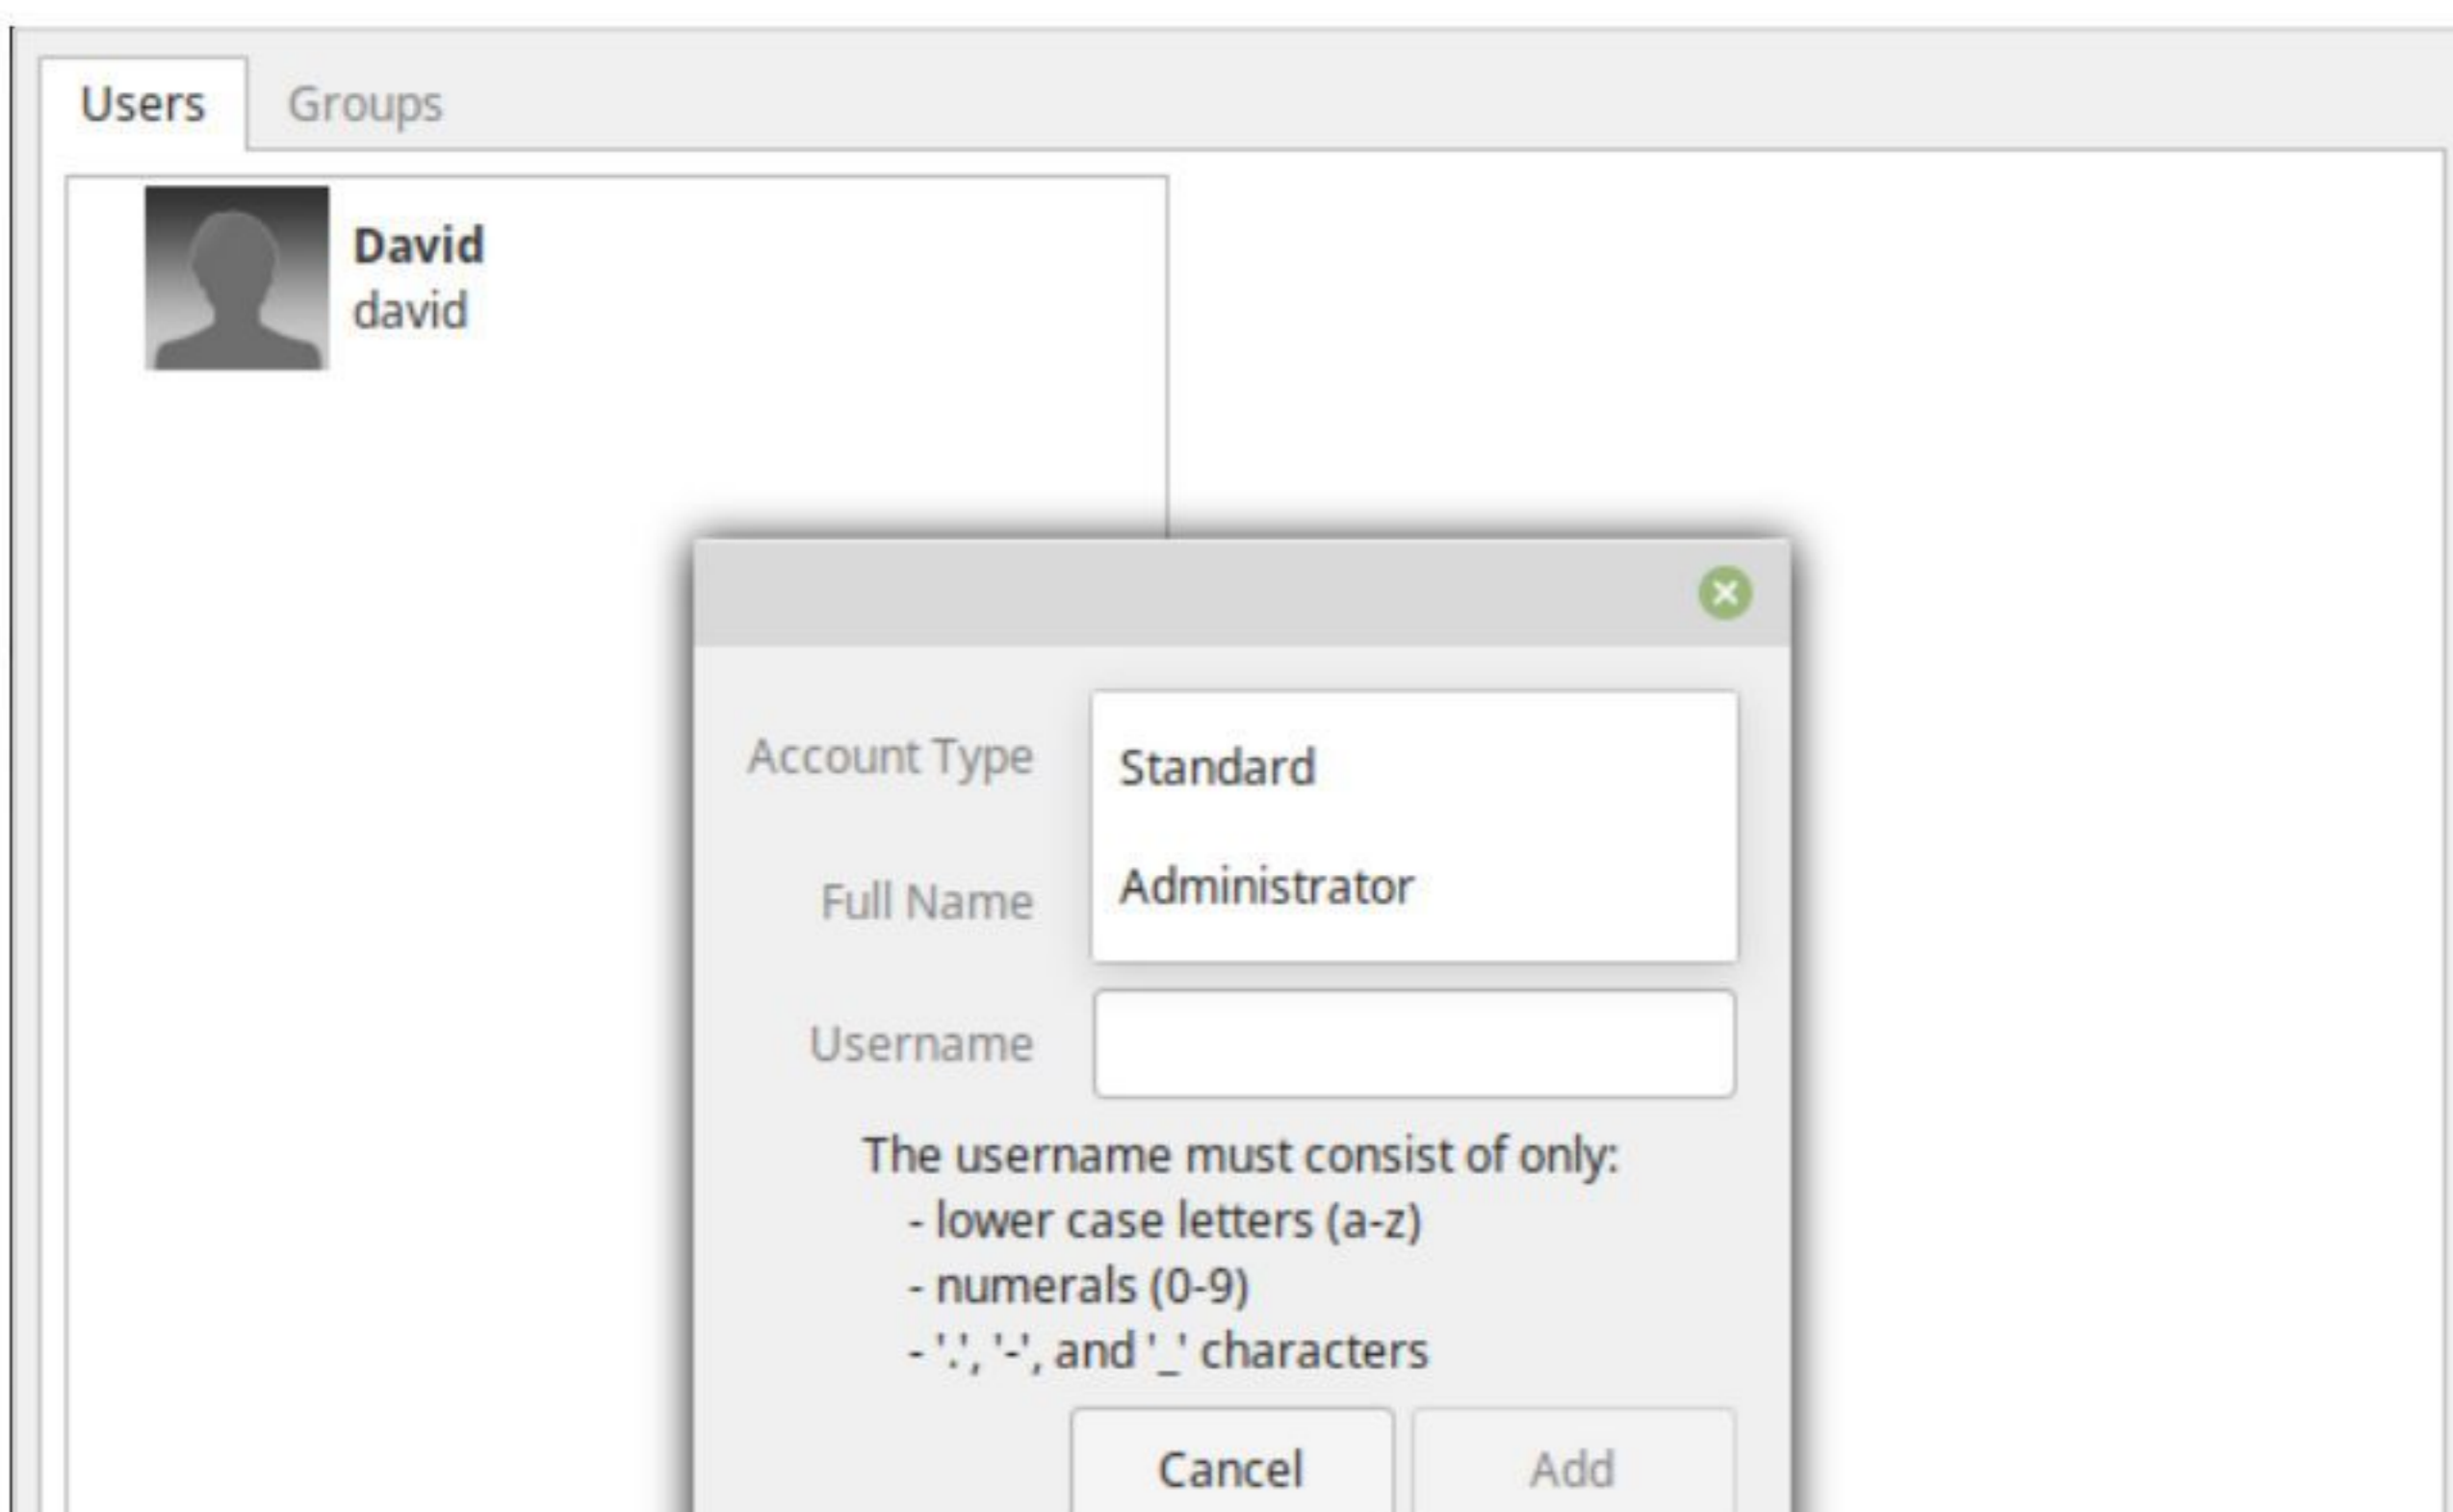 Users Groups
David
david
Account Type
Standard
Administrator
Full Name
Username
The username must consist of only:
- lower case letters (a-z)
- numerals (0-9)
- '.', '-', and '_' characters
Cancel Add